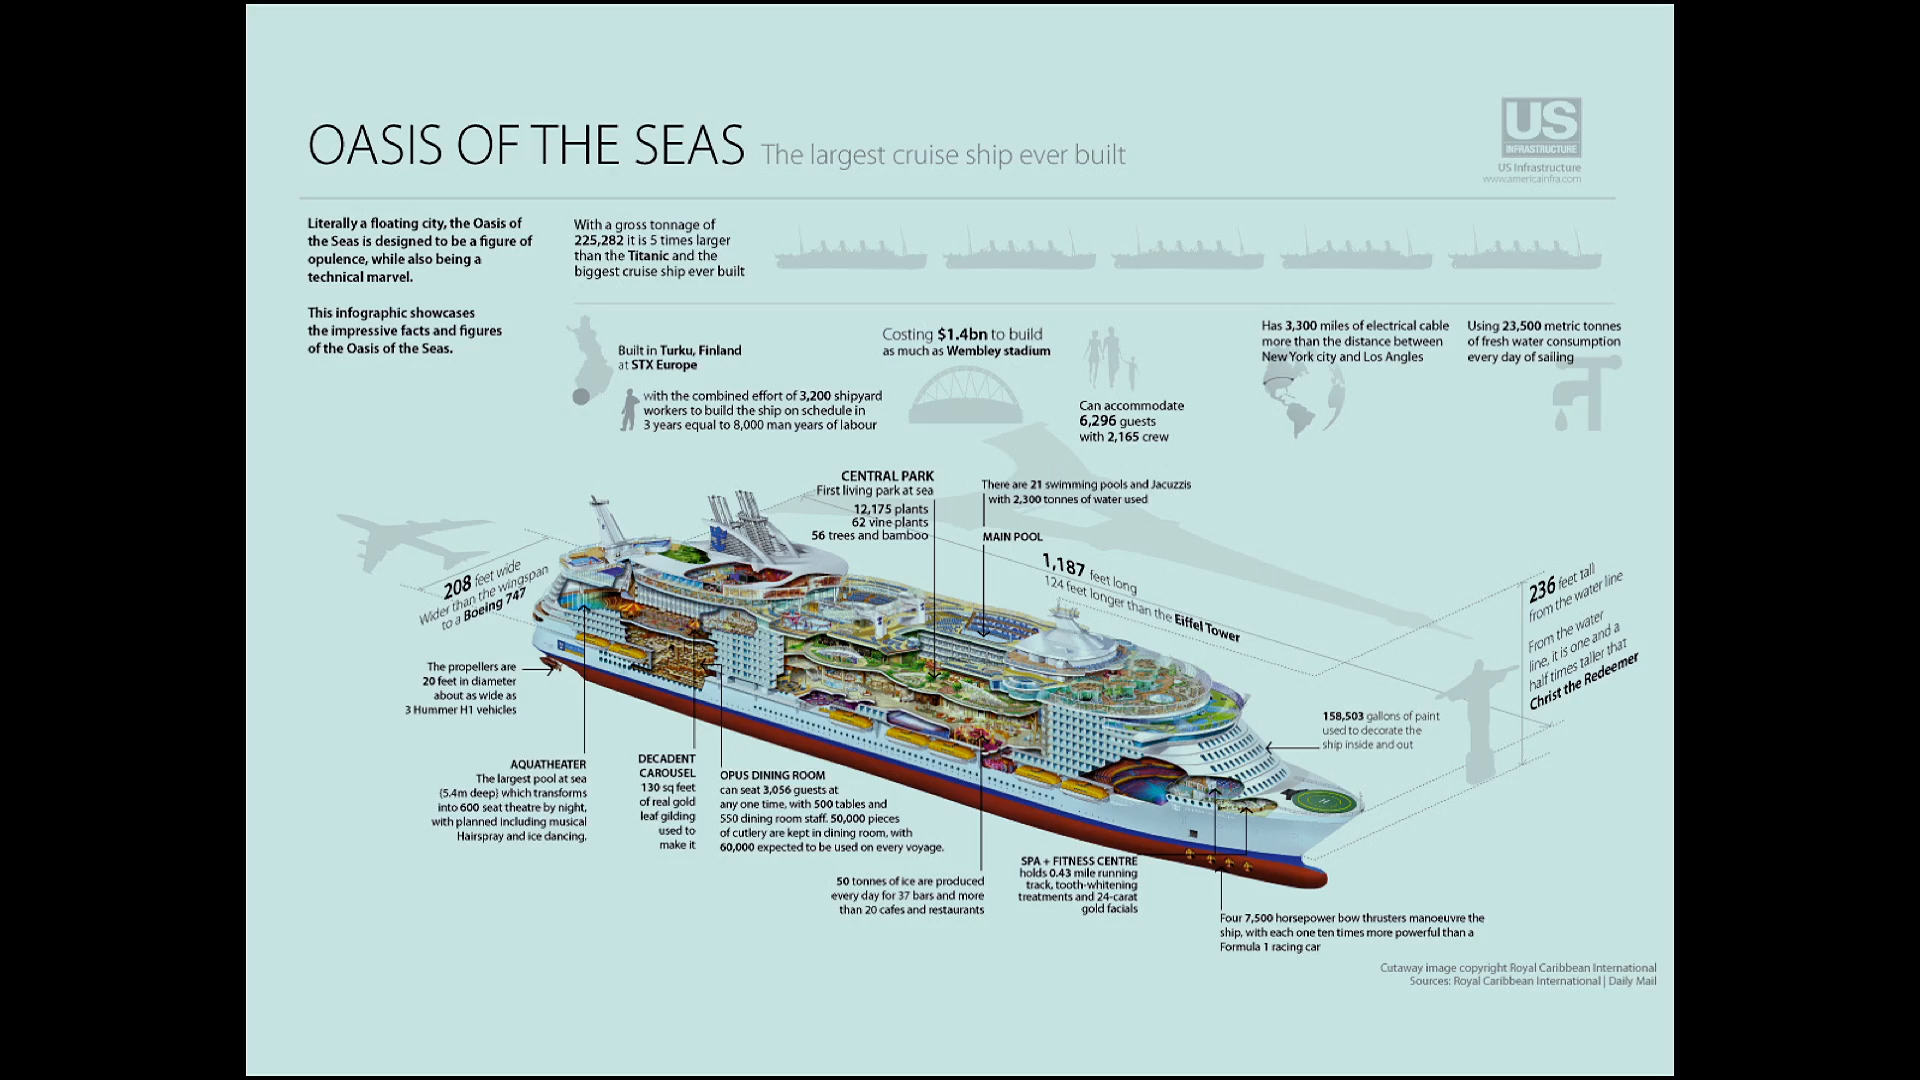 OASIS OF THE SEAS The largest cruise ship ever built
US
INFRASTRUCTURE
US Infrastructure
www.americainfra.com
Literally a floating city, the Oasis of
the Seas is designed to be a figure of
opulence, while also being a
technical marvel.
This infographic showcases
the impressive facts and figures
of the Oasis of the Seas.
With a gross tonnage of
225,282 it is 5 times larger
than the Titanic and the
biggest cruise ship ever built
Built in Turku, Finland
at STX Europe
with the combined effort of 3,200 shipyard
workers to build the ship on schedule in
3 years equal to 8,000 man years of labour
Costing $1.4bn to build
as much as Wembley stadium
Can accommodate
6,296 guests
with 2,165 crew
Has 3,300 miles of electrical cable
more than the distance between
New York city and Los Angles
Using 23,500 metric tonnes
of fresh water consumption
every day of sailing
CENTRAL PARK
First living park at sea
12,175 plants
62 vine plants
56 trees and bamboo
There are 21 swimming pools and Jacuzzis
with 2,300 tonnes of water used
MAIN POOL
208 feet wide
Wider than the wingspan
to a Boeing 747
1,187 feet long
124 feet longer than the Eiffel Tower
236 feet tall
from the water line
From the water
line, it is one and a
half times taller that
Christ the Redeemer
The propellers are
20 feet in diameter
about as wide as
3 Hummer H1 vehicles
158,503 gallons of paint
used to decorate the
ship inside and out
AQUATHEATER
The largest pool at sea
(5.4m deep) which transforms
into 600 seat theatre by night,
with planned including musical
Hairspray and ice dancing.
DECADENT
CAROUSEL
130 sq feet
of real gold
leaf gilding
used to
make it
OPUS DINING ROOM
can seat 3,056 guests at
any one time, with 500 tables and
550 dining room staff. 50,000 pieces
of cutlery are kept in dining room, with
60,000 expected to be used on every voyage.
50 tonnes of ice are produced
every day for 37 bars and more
than 20 cafes and restaurants
SPA + FITNESS CENTRE
holds 0.43 mile running
track, tooth-whitening
treatments and 24-carat
gold facials
H
Four 7,500 horsepower bow thrusters manoeuvre the
ship, with each one ten times more powerful than a
Formula 1 racing car
Cutaway image copyright Royal Caribbean International
Sources: Royal Caribbean International | Daily Mail